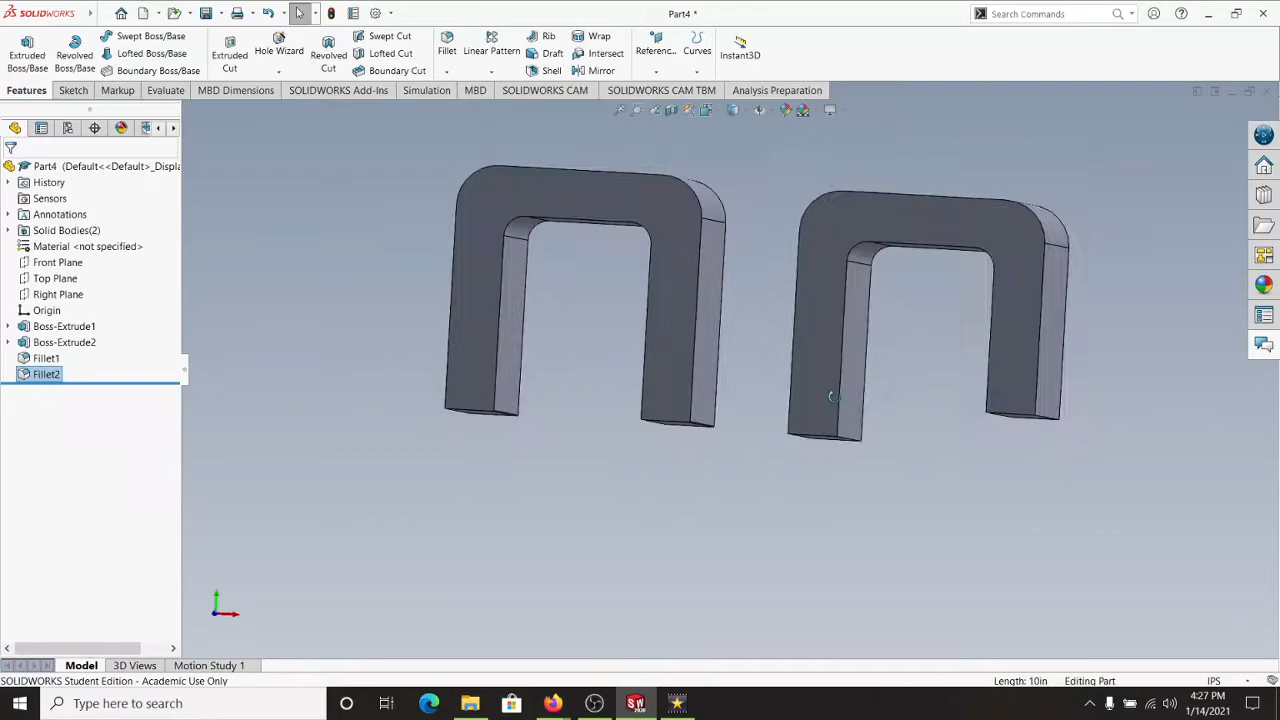 SOLIDWORKS
Part4 *
Search Commands
Extruded Boss/Base
Revolved Boss/Base
Swept Boss/Base
Lofted Boss/Base
Boundary Boss/Base
Extruded Cut
Hole Wizard
Revolved Cut
Swept Cut
Lofted Cut
Boundary Cut
Fillet
Linear Pattern
Rib
Draft
Shell
Wrap
Intersect
Mirror
Referenc...
Curves
Instant3D
Features
Sketch
Markup
Evaluate
MBD Dimensions
SOLIDWORKS Add-Ins
Simulation
MBD
SOLIDWORKS CAM
SOLIDWORKS CAM TBM
Analysis Preparation
Part4 (Default<<Default>_Displa
History
Sensors
Annotations
Solid Bodies(2)
Material <not specified>
Front Plane
Top Plane
Right Plane
Origin
Boss-Extrude1
Boss-Extrude2
Fillet1
Fillet2
Model
3D Views
Motion Study 1
SOLIDWORKS Student Edition - Academic Use Only
Length: 10in
Editing Part
IPS
Type here to search
4:27 PM
1/14/2021